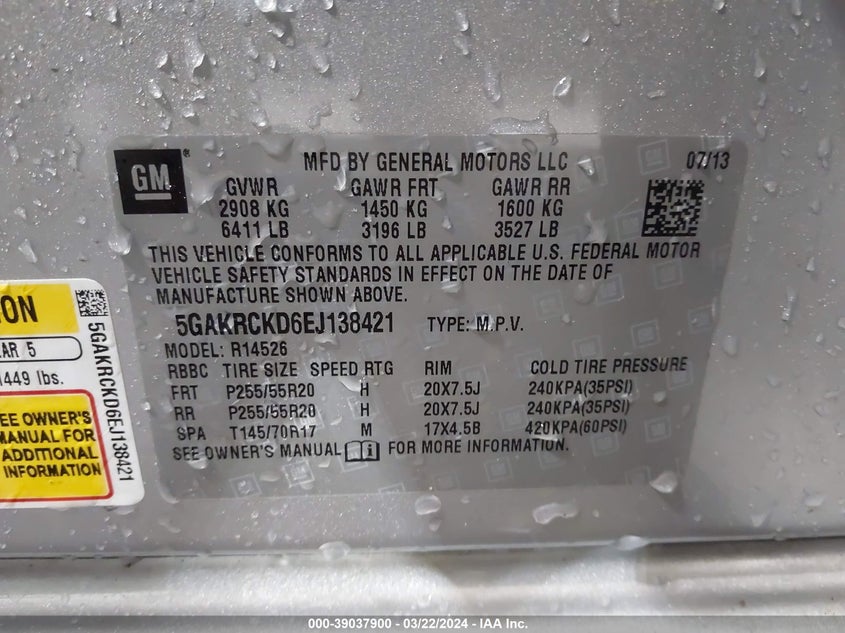 GM
MFD BY GENERAL MOTORS LLC 07/13
GVWR GAWR FRT GAWR RR
2908 KG 1450 KG 1600 KG
6411 LB 3196 LB 3527 LB
THIS VEHICLE CONFORMS TO ALL APPLICABLE U.S. FEDERAL MOTOR
VEHICLE SAFETY STANDARDS IN EFFECT ON THE DATE OF
MANUFACTURE SHOWN ABOVE.
5GAKRCKD6EJ138421 TYPE: M.P.V.
MODEL: R14526
RBBC TIRE SIZE SPEED RTG RIM COLD TIRE PRESSURE
FRT P255/55R20 H 20X7.5J 240KPA(35PSI)
RR P255/55R20 H 20X7.5J 240KPA(35PSI)
SPA T145/70R17 M 17X4.5B 420KPA(60PSI)
SEE OWNER'S MANUAL i FOR MORE INFORMATION.
ION
AR 5
1449 lbs.
EE OWNER'S
MANUAL FOR
ADDITIONAL
INFORMATION
5GAKRCKD6EJ138421
000-39037900 - 03/22/2024 - IAA Inc.